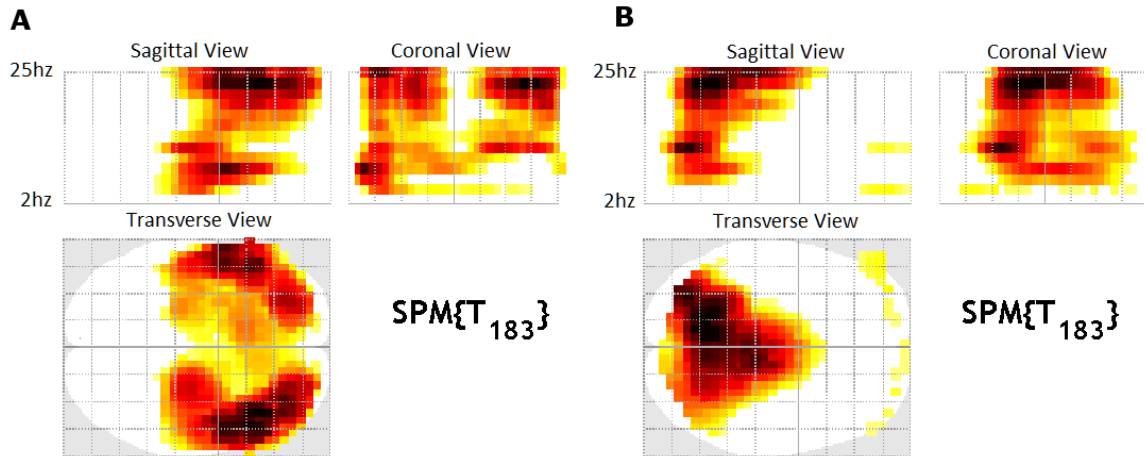 A
Sagittal View
Coronal View
25hz
2hz
Transverse View
SPM{T183}
B
Sagittal View
Coronal View
25hz
2hz
Transverse View
SPM{T183}